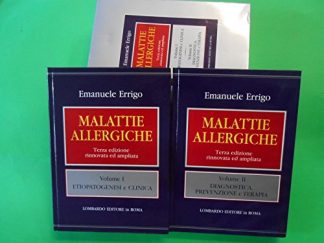 Emanuele Errigo
MALATTIE
ALLERGICHE
Terza edizione
rinnovata ed ampliata
Volume I
ETIOPATOGENESI e CLINICA
LOMBARDO EDITORE in ROMA
Emanuele Errigo
MALATTIE
ALLERGICHE
Terza edizione
rinnovata ed ampliata
Volume II
DIAGNOSTICA,
PREVENZIONE e TERAPIA
LOMBARDO EDITORE in ROMA